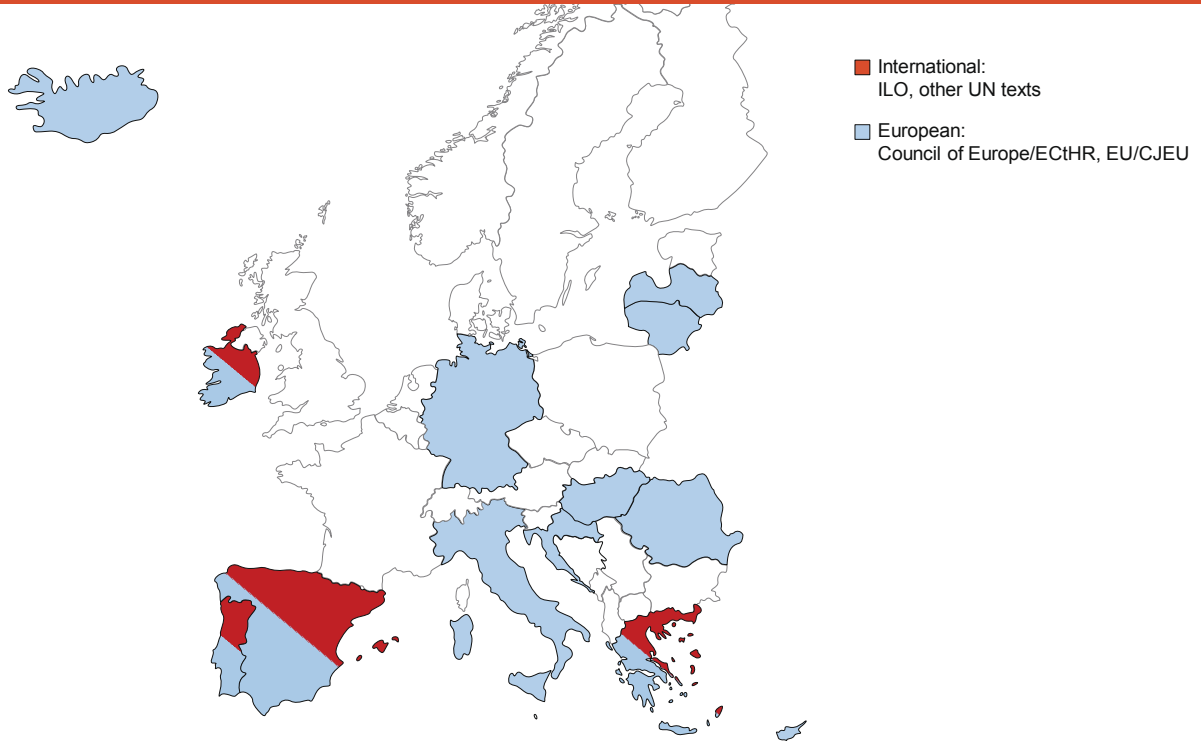 International:
ILO, other UN texts
European:
Council of Europe/ECtHR, EU/CJEU